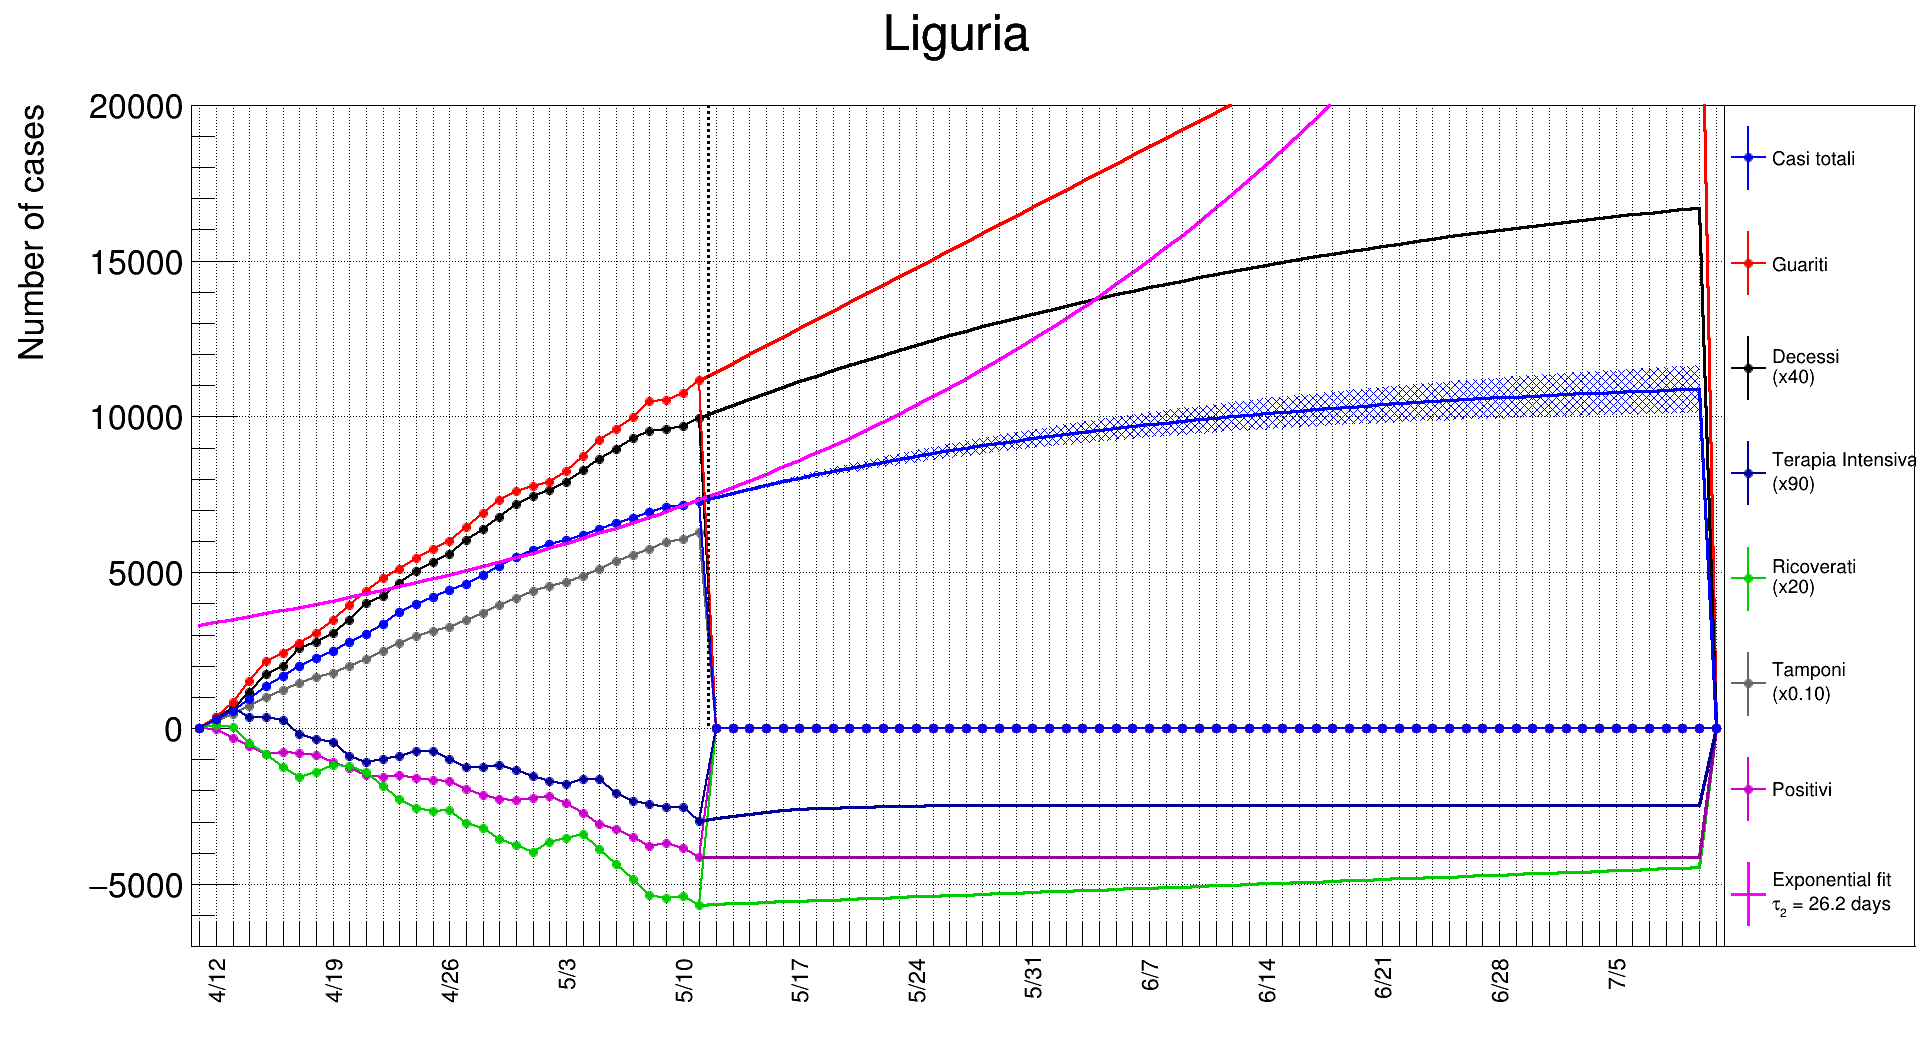 Liguria
Number of cases
20000
15000
10000
5000
0
−5000
4/12
4/19
4/26
5/3
5/10
5/17
5/24
5/31
6/7
6/14
6/21
6/28
7/5
Casi totali
Guariti
Decessi
(x40)
Terapia Intensiva
(x90)
Ricoverati
(x20)
Tamponi
(x0.10)
Positivi
Exponential fit
τ2 = 26.2 days